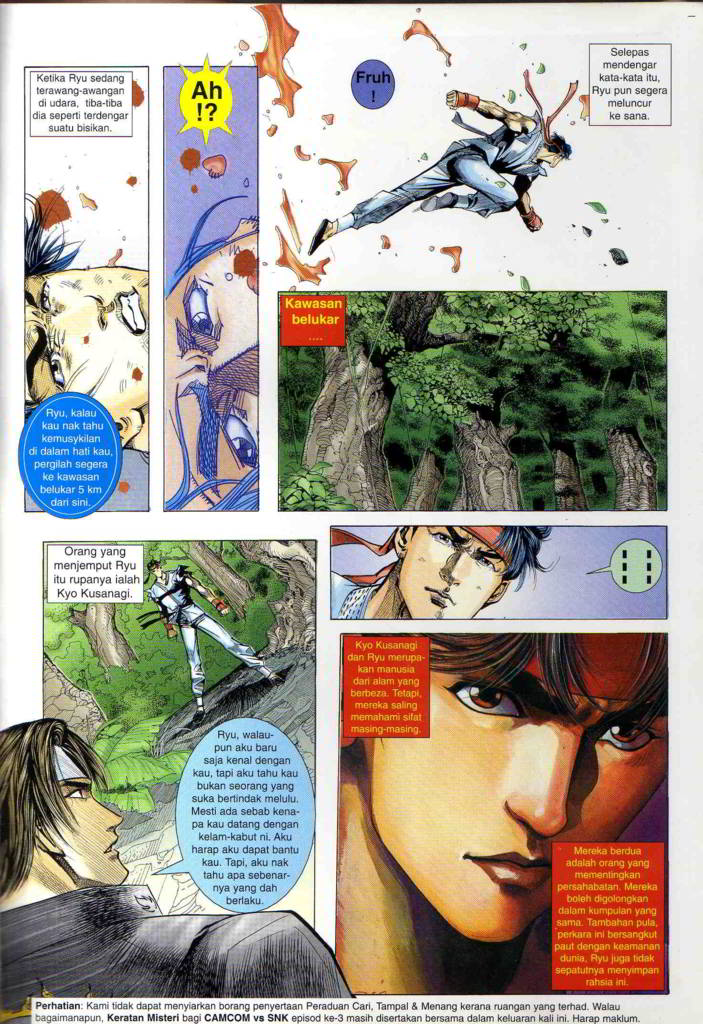 Ketika Ryu sedang
terawang-awangan
di udara, tiba-tiba
dia seperti terdengar
suatu bisikan.
Ah
!?
Fruh
!
Selepas
mendengar
kata-kata itu,
Ryu pun segera
meluncur
ke sana.
Ryu, kalau
kau nak tahu
kemusykilan
di dalam hati kau,
pergilah segera
ke kawasan
belukar 5 km
dari sini.
Kawasan
belukar
....
Orang yang
menjemput Ryu
itu rupanya ialah
Kyo Kusanagi.
Ryu, walau-
pun aku baru
saja kenal dengan
kau, tapi aku tahu kau
bukan seorang yang
suka bertindak melulu.
Mesti ada sebab kena-
pa kau datang dengan
kelam-kabut ni. Aku
harap aku dapat bantu
kau. Tapi, aku nak
tahu apa sebenar-
nya yang dah
berlaku.
Kyo Kusanagi
dan Ryu merupa-
kan manusia
dari alam yang
berbeza. Tetapi,
mereka saling
memahami sifat
masing-masing.
Mereka berdua
adalah orang yang
mementingkan
persahabatan. Mereka
boleh digolongkan
dalam kumpulan yang
sama. Tambahan pula,
perkara ini bersangkut
paut dengan keamanan
dunia, Ryu juga tidak
sepatutnya menyimpan
rahsia ini.
Perhatian: Kami tidak dapat menyiarkan borang penyertaan Peraduan Cari, Tampal & Menang kerana ruangan yang terhad. Walau
bagaimanapun, Keratan Misteri bagi CAMCOM vs SNK episod ke-3 masih disertakan bersama dalam keluaran kali ini. Harap maklum.